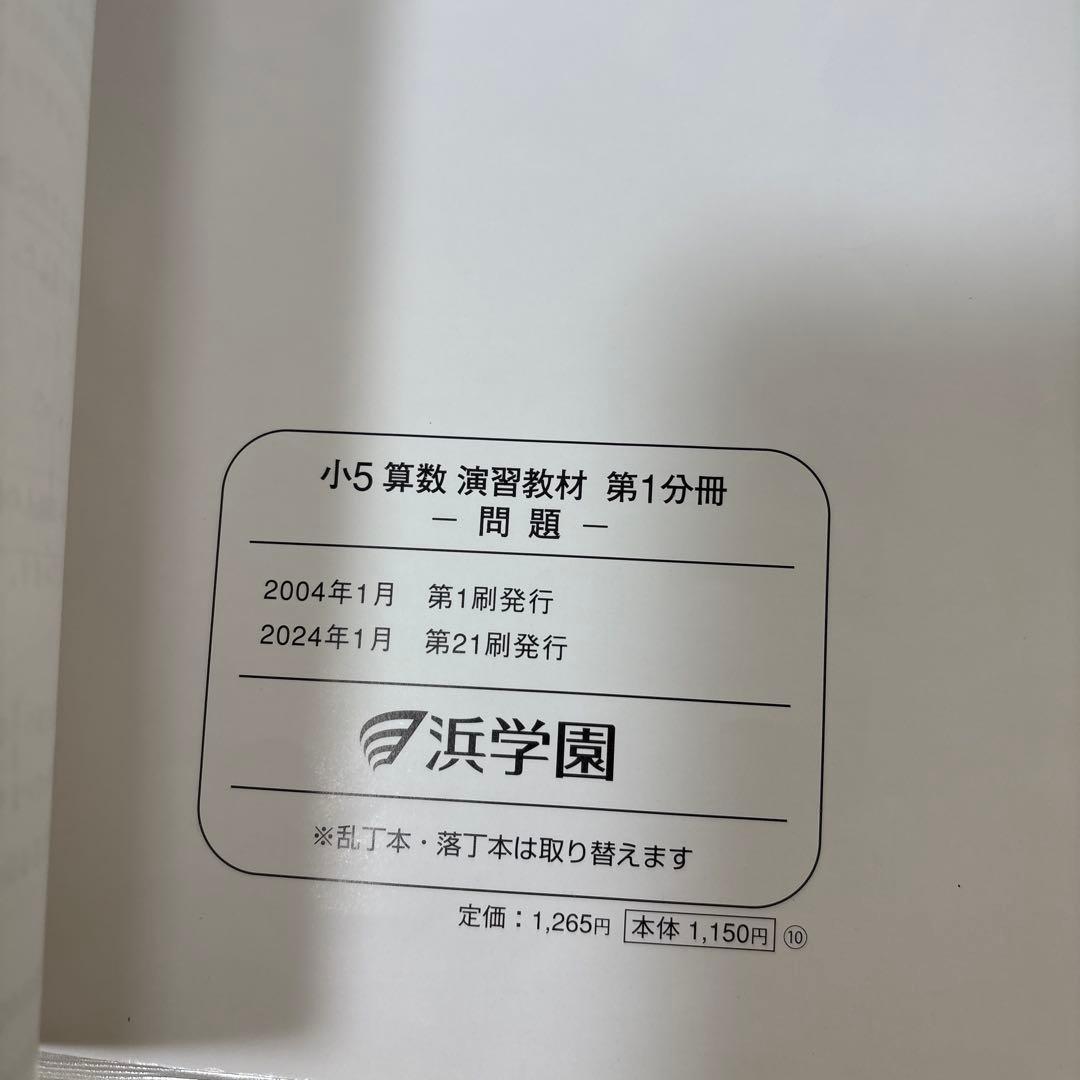 小5 算数 演習教材 第1分冊
− 問 題 −
2004年1月 第1刷発行
2024年1月 第21刷発行
浜学園
※乱丁本・落丁本は取り替えます
定価：1,265円 本体 1,150円 ⑩